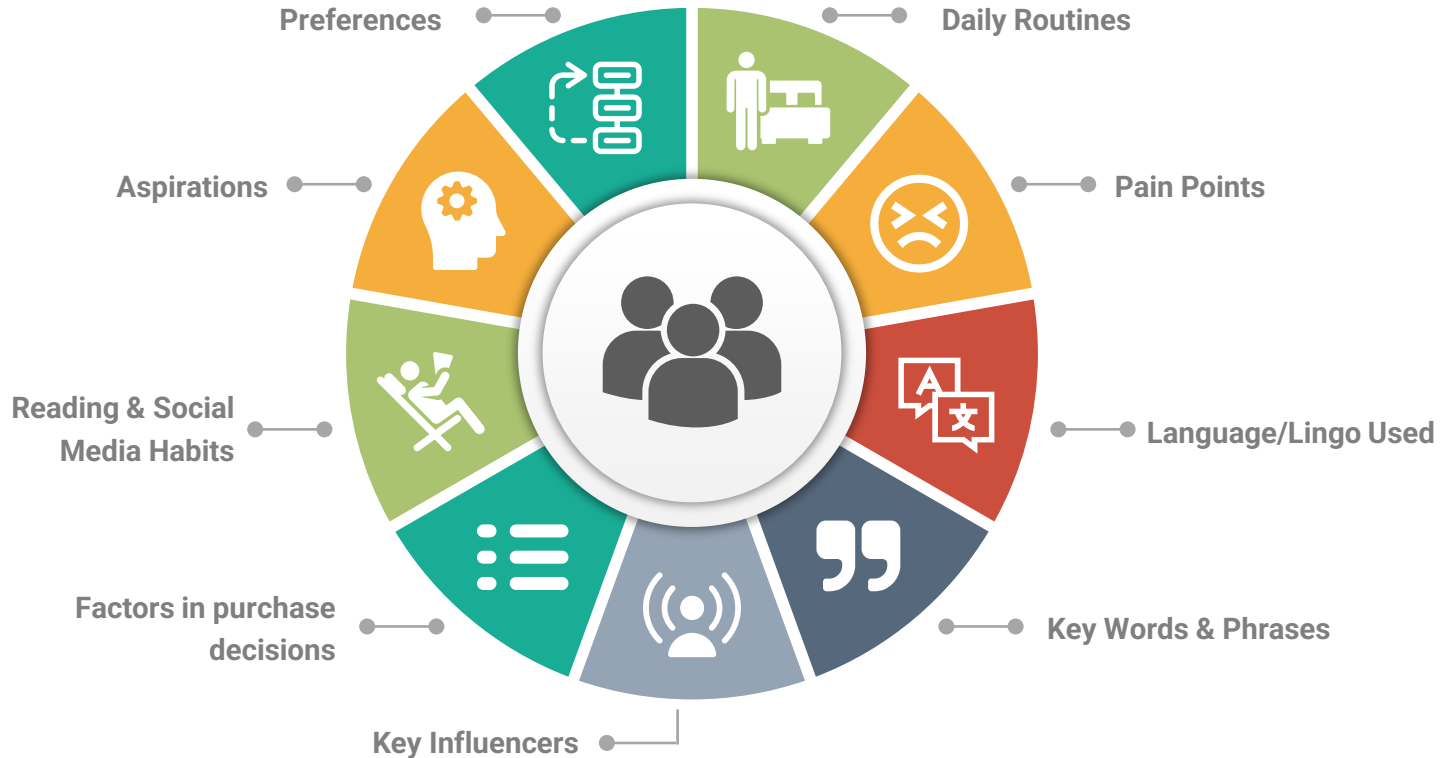 Preferences
Daily Routines
Aspirations
Pain Points
Reading & Social
Media Habits
Language/Lingo Used
Factors in purchase
decisions
Key Words & Phrases
Key Influencers
A
文